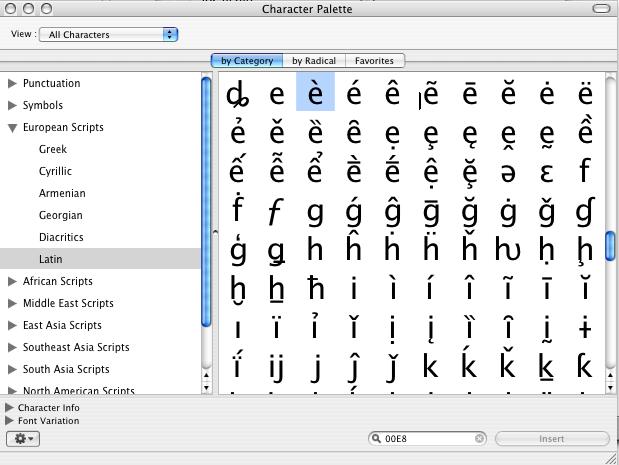 Character Palette
View : All Characters
by Category by Radical Favorites
Punctuation
Symbols
European Scripts
Greek
Cyrillic
Armenian
Georgian
Diacritics
Latin
African Scripts
Middle East Scripts
East Asia Scripts
Southeast Asia Scripts
South Asia Scripts
North American Scripts
ȡ e è é ê ẽ ē ĕ ė ë
ẻ ě ȅ ȇ ẹ ȩ ę ḙ ḛ ề
ế ễ ể ḕ ḗ ệ ḝ ə ɛ f
ḟ ƒ g ǵ ĝ ḡ ğ ġ ǧ ɠ
ģ h ĥ ḣ ḧ ȟ ƕ ḥ ḩ
ḫ ẖ ħ i ì í î ĩ ī ĭ
ı ï ỉ ǐ ị į ȉ ȋ ḭ ɨ
ḯ ij j ĵ ǰ k ḱ ǩ ḵ ƙ
Character Info
Font Variation
00E8
Insert